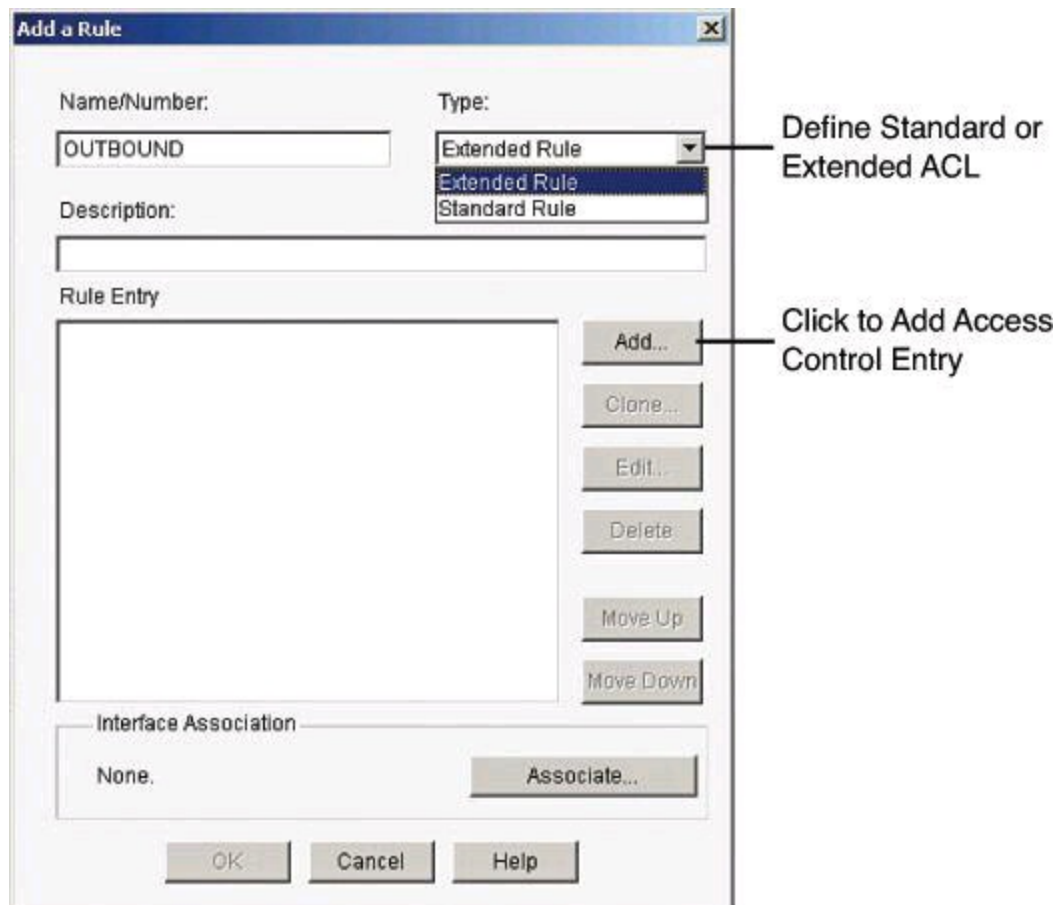 Add a Rule
Name/Number:
Type:
OUTBOUND
Extended Rule
Extended Rule
Standard Rule
Define Standard or
Extended ACL
Description:
Rule Entry
Add...
Click to Add Access
Control Entry
Clone...
Edit...
Delete
Move Up
Move Down
Interface Association
None.
Associate...
OK
Cancel
Help